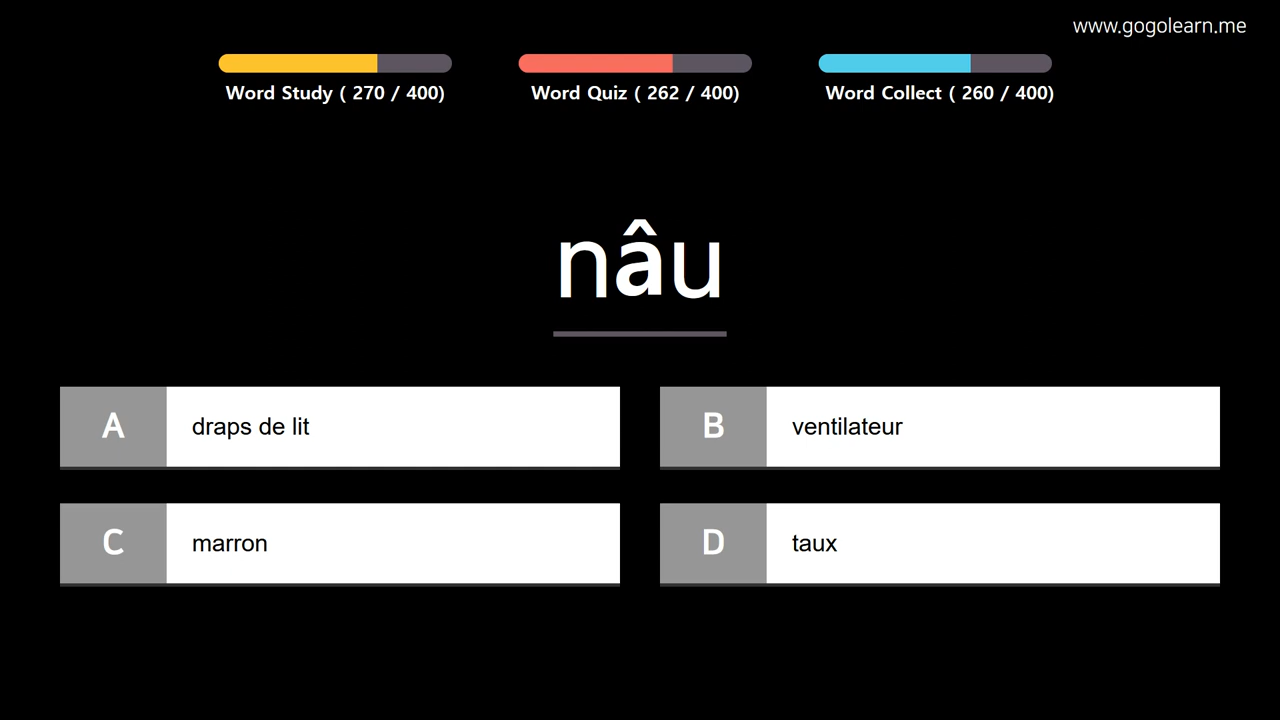 www.gogolearn.me
Word Study ( 270 / 400)
Word Quiz ( 262 / 400)
Word Collect ( 260 / 400)
nâu
A draps de lit
B ventilateur
C marron
D taux